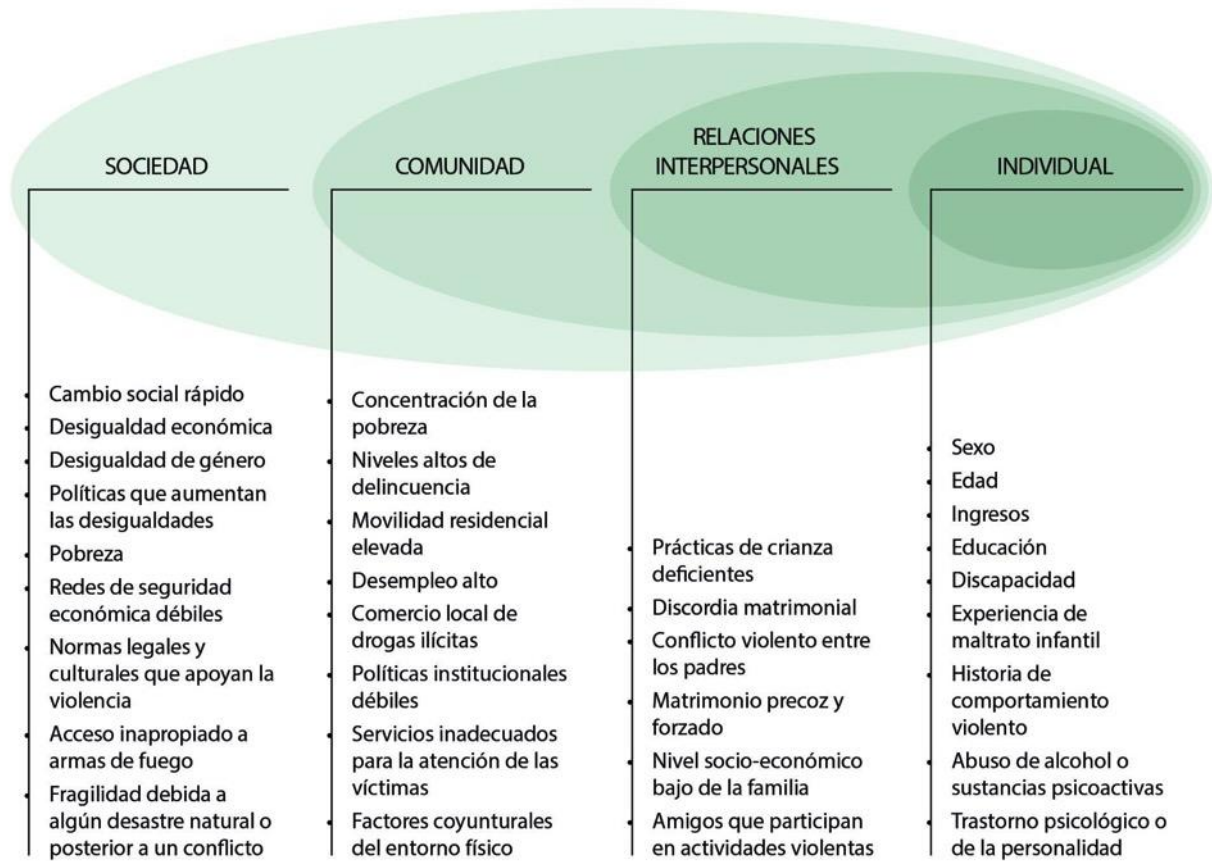 SOCIEDAD
Cambio social rápido
Desigualdad económica
Desigualdad de género
Políticas que aumentan
las desigualdades
Pobreza
Redes de seguridad
económica débiles
Normas legales y
culturales que apoyan la
violencia
Acceso inapropiado a
armas de fuego
Fragilidad debida a
algún desastre natural o
posterior a un conflicto
COMUNIDAD
Concentración de la
pobreza
Niveles altos de
delincuencia
Movilidad residencial
elevada
Desempleo alto
Comercio local de
drogas ilícitas
Políticas institucionales
débiles
Servicios inadecuados
para la atención de las
víctimas
Factores coyunturales
del entorno físico
RELACIONES
INTERPERSONALES
Prácticas de crianza
deficientes
Discordia matrimonial
Conflicto violento entre
los padres
Matrimonio precoz y
forzado
Nivel socio-económico
bajo de la familia
Amigos que participan
en actividades violentas
INDIVIDUAL
Sexo
Edad
Ingresos
Educación
Discapacidad
Experiencia de
maltrato infantil
Historia de
comportamiento
violento
Abuso de alcohol o
sustancias psicoactivas
Trastorno psicológico o
de la personalidad